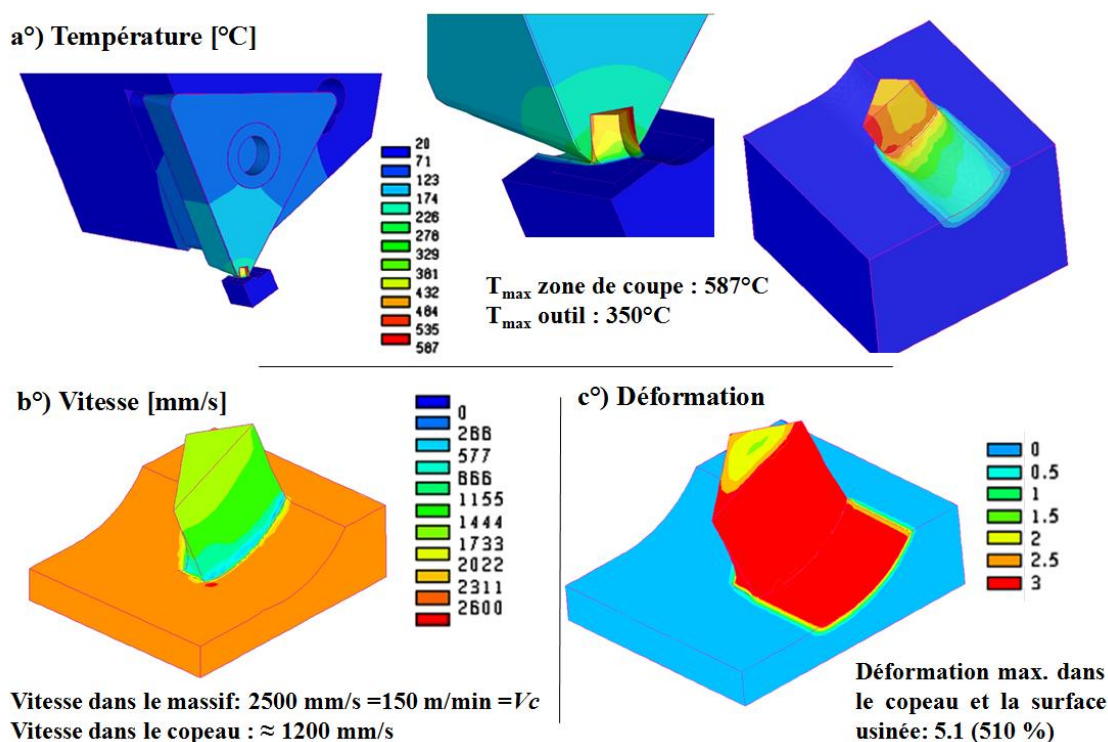 a°) Température [°C]
20
71
123
174
226
278
329
381
432
484
535
587
T_max zone de coupe : 587°C
T_max outil : 350°C
b°) Vitesse [mm/s]
0
288
577
866
1155
1444
1733
2022
2311
2600
Vitesse dans le massif: 2500 mm/s =150 m/min =Vc
Vitesse dans le copeau : ≈ 1200 mm/s
c°) Déformation
0
0.5
1
1.5
2
2.5
3
Déformation max. dans
le copeau et la surface
usinée: 5.1 (510 %)